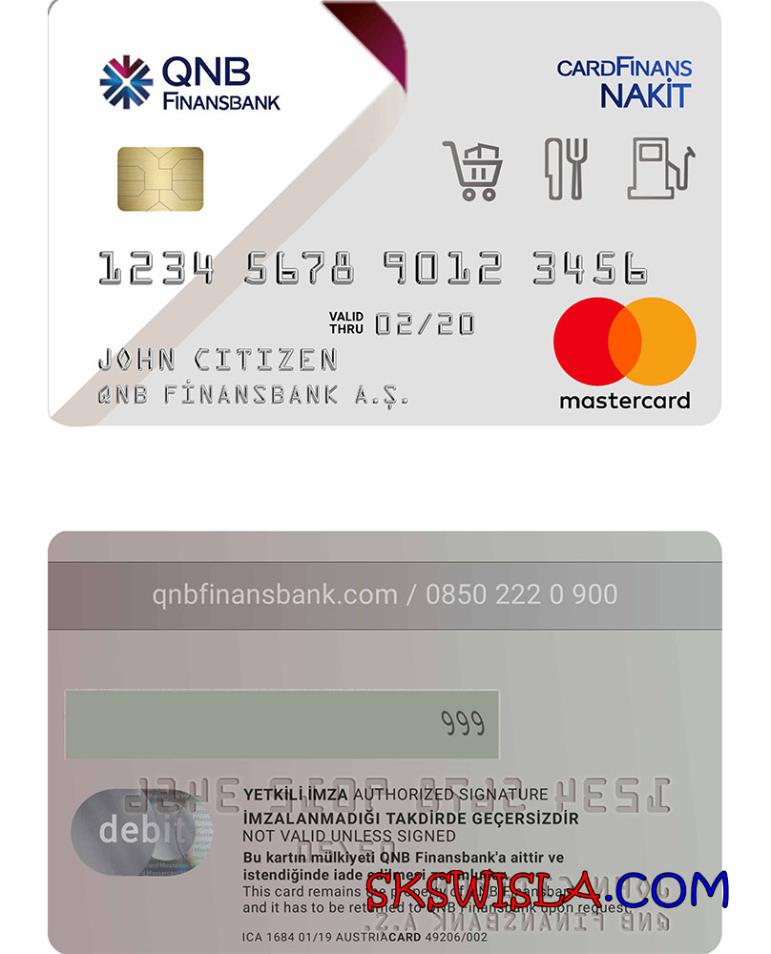 QNB
FINANSBANK
CARDFINANS
NAKİT
1234 5678 9012 3456
VALID
THRU 02/20
JOHN CITIZEN
QNB FİNANSBANK A.Ş.
mastercard
qnbfinansbank.com / 0850 222 0 900
999
debit
YETKİLİ İMZA AUTHORIZED SIGNATURE
İMZALANMADIĞI TAKDİRDE GEÇERSİZDİR
NOT VALID UNLESS SIGNED
Bu kartın mülkiyeti QNB Finansbank'a aittir ve
istendiğinde iade edilmesi
This card remains the property of QNB Finansbank
and it has to be returned to QNB Finansbank upon request.
SKSWISLA.COM
ICA 1684 01/19 AUSTRIACARD 49206/002